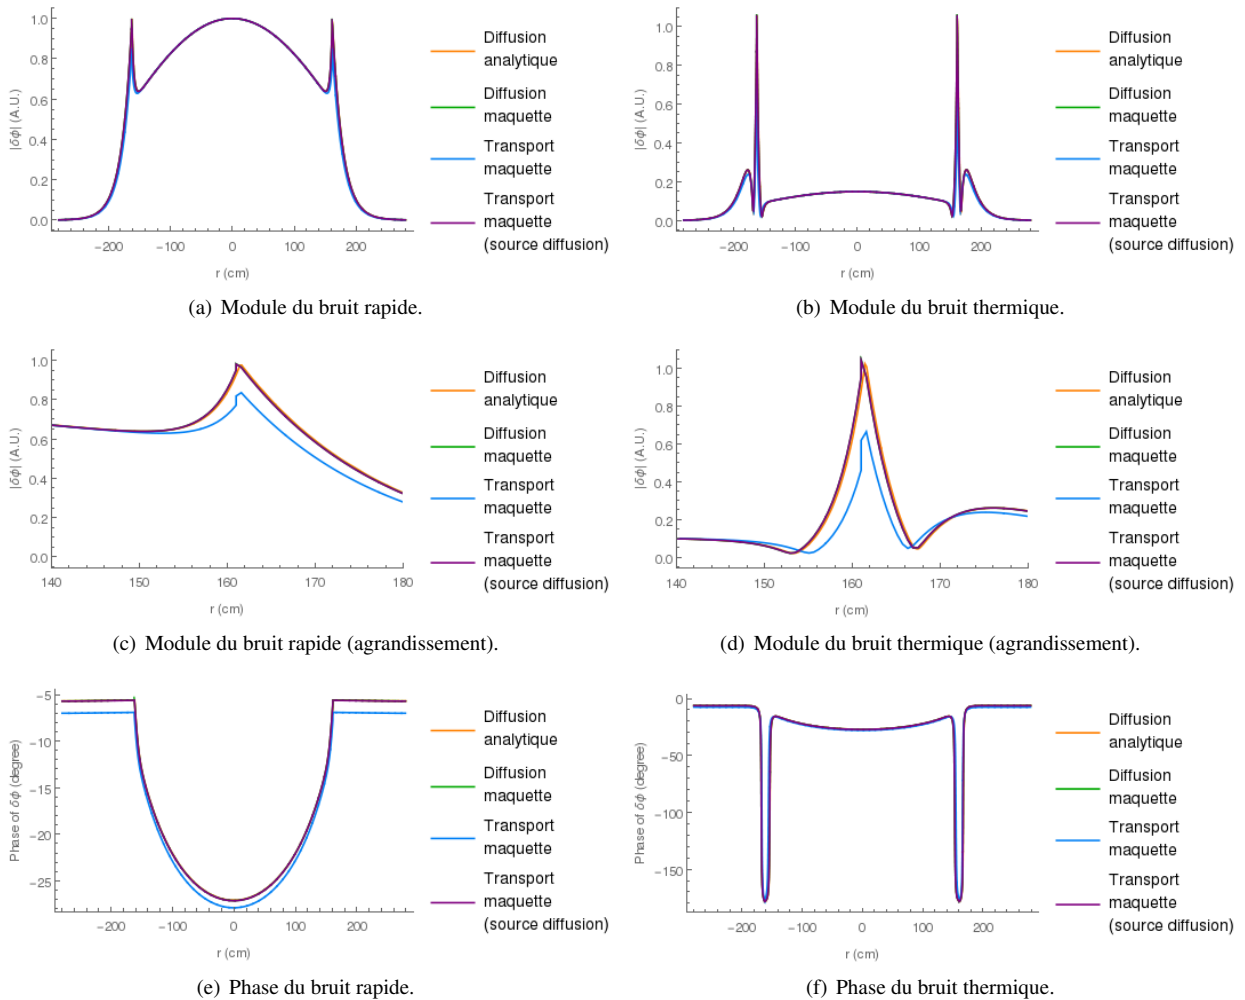 1.0
0.8
0.6
0.4
0.2
0.0
|δϕ| (A.U.)
−200
−100
0
100
200
r (cm)
Diffusion
analytique
Diffusion
maquette
Transport
maquette
Transport
maquette
(source diffusion)
(a) Module du bruit rapide.
1.0
0.8
0.6
0.4
0.2
0.0
|δϕ| (A.U.)
−200
−100
0
100
200
r (cm)
Diffusion
analytique
Diffusion
maquette
Transport
maquette
Transport
maquette
(source diffusion)
(b) Module du bruit thermique.
1.0
0.8
0.6
0.4
0.2
0.0
|δϕ| (A.U.)
140
150
160
170
180
r (cm)
Diffusion
analytique
Diffusion
maquette
Transport
maquette
Transport
maquette
(source diffusion)
(c) Module du bruit rapide (agrandissement).
1.0
0.8
0.6
0.4
0.2
0.0
|δϕ| (A.U.)
140
150
160
170
180
r (cm)
Diffusion
analytique
Diffusion
maquette
Transport
maquette
Transport
maquette
(source diffusion)
(d) Module du bruit thermique (agrandissement).
−5
−10
−15
−20
−25
Phase of δϕ (degree)
−200
−100
0
100
200
r (cm)
Diffusion
analytique
Diffusion
maquette
Transport
maquette
Transport
maquette
(source diffusion)
(e) Phase du bruit rapide.
0
−50
−100
−150
Phase of δϕ (degree)
−200
−100
0
100
200
r (cm)
Diffusion
analytique
Diffusion
maquette
Transport
maquette
Transport
maquette
(source diffusion)
(f) Phase du bruit thermique.